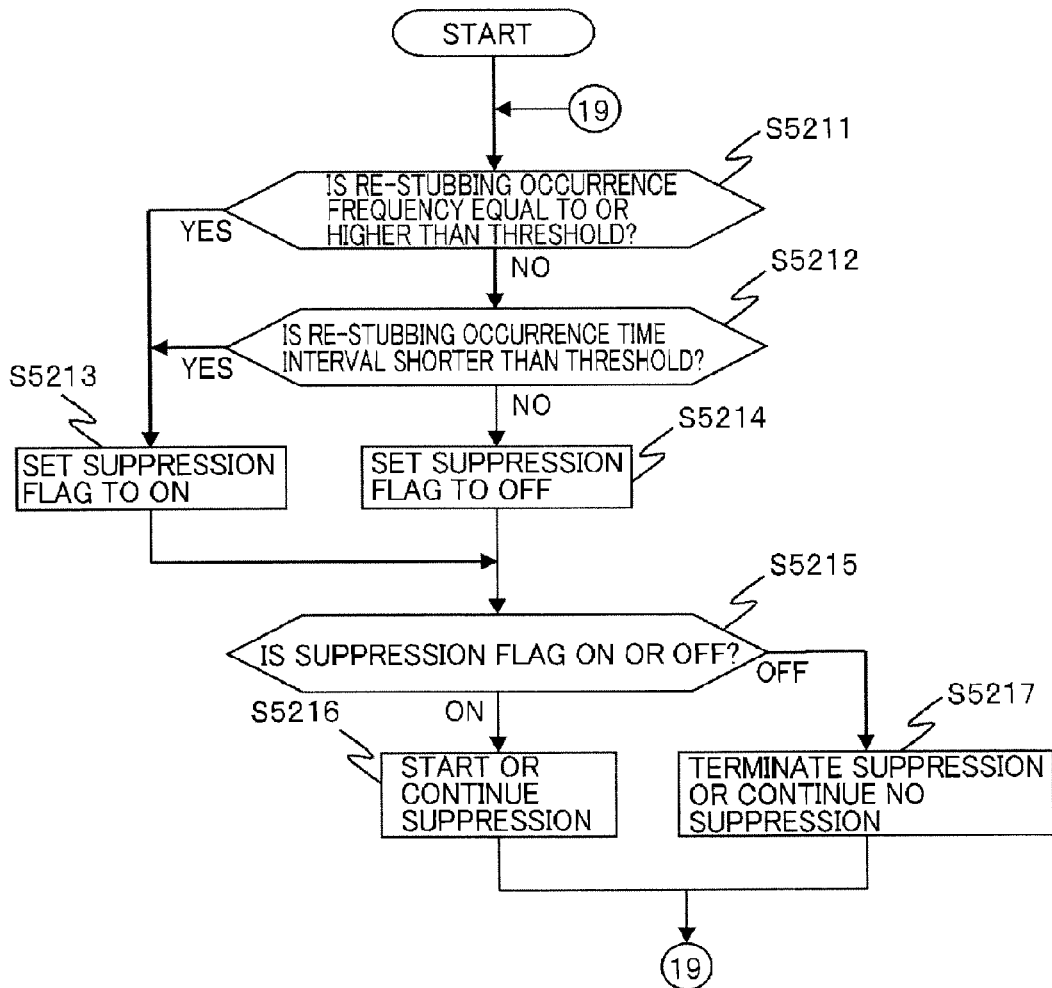 START
19
S5211
IS RE-STUBBING OCCURRENCE
FREQUENCY EQUAL TO OR
HIGHER THAN THRESHOLD?
YES
NO
S5212
IS RE-STUBBING OCCURRENCE TIME
INTERVAL SHORTER THAN THRESHOLD?
YES
NO
S5213
S5214
SET SUPPRESSION
FLAG TO ON
SET SUPPRESSION
FLAG TO OFF
S5215
IS SUPPRESSION FLAG ON OR OFF?
OFF
ON
S5216
S5217
START OR
CONTINUE
SUPPRESSION
TERMINATE SUPPRESSION
OR CONTINUE NO
SUPPRESSION
19